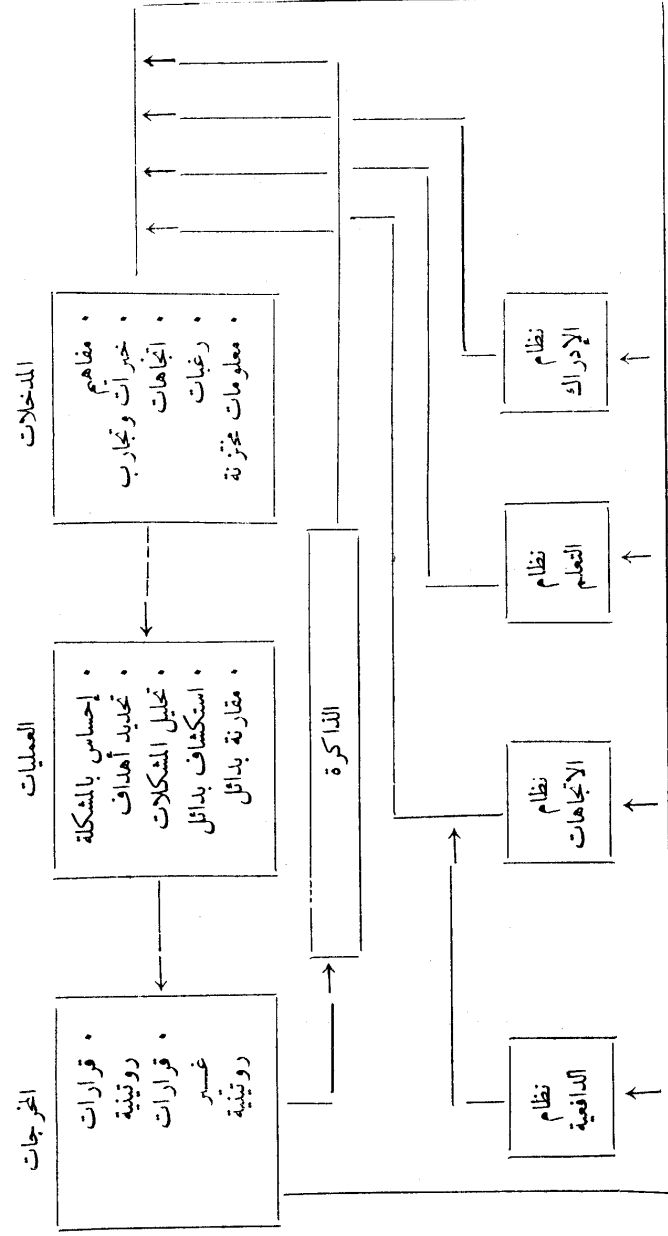 المدخلات
• مفاهيم
• خبرات وتجارب
• اتجاهات
• رغبات
• معلومات مختزنة
العمليات
• إحساس بالمشكلة
• تحديد أهداف
• تحليل المشكلات
• استكشاف بدائل
• مقارنة بدائل
المخرجات
• قرارات
روتينية
• قرارات
غير
روتينية
الذاكرة
نظام
الإدراك
نظام
التعلم
نظام
الاتجاهات
نظام
الدافعية